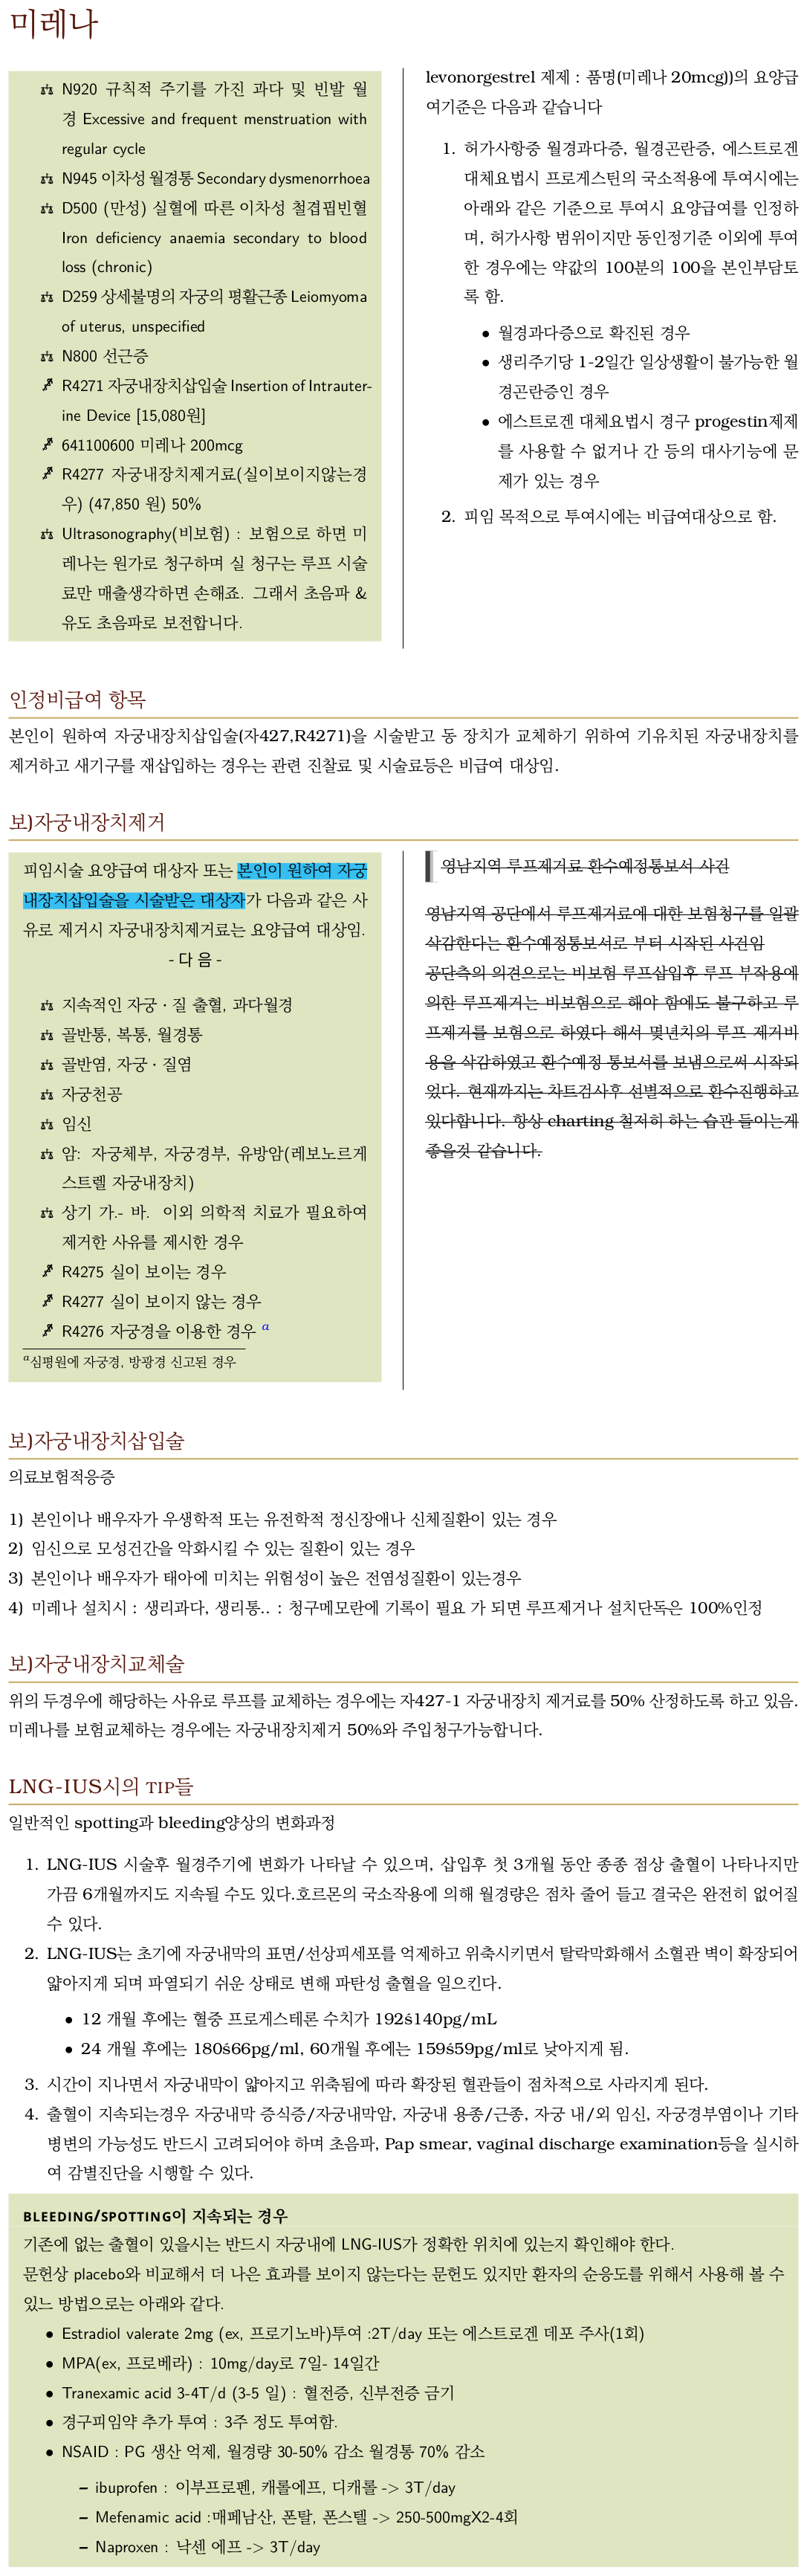 미레나
N920 규칙적 주기를 가진 과다 및 빈발 월
경 Excessive and frequent menstruation with
regular cycle
N945 이차성 월경통 Secondary dysmenorrhoea
D500 (만성) 실혈에 따른 이차성 철겹핍빈혈
Iron deficiency anaemia secondary to blood
loss (chronic)
D259 상세불명의 자궁의 평활근종 Leiomyoma
of uterus, unspecified
N800 선근증
R4271 자궁내장치삽입술 Insertion of Intrauter-
ine Device [15,080원]
641100600 미레나 200mcg
R4277 자궁내장치제거료(실이보이지않는경
우) (47,850 원) 50%
Ultrasonography(비보험) : 보험으로 하면 미
레나는 원가로 청구하며 실 청구는 루프 시술
료만 매출생각하면 손해죠. 그래서 초음파 &
유도 초음파로 보전합니다.
levonorgestrel 제제 : 품명(미레나 20mcg))의 요양급
여기준은 다음과 같습니다
1. 허가사항중 월경과다증, 월경곤란증, 에스트로겐
대체요법시 프로게스틴의 국소적용에 투여시에는
아래와 같은 기준으로 투여시 요양급여를 인정하
며, 허가사항 범위이지만 동인정기준 이외에 투여
한 경우에는 약값의 100분의 100을 본인부담토
록 함.
• 월경과다증으로 확진된 경우
• 생리주기당 1-2일간 일상생활이 불가능한 월
경곤란증인 경우
• 에스트로겐 대체요법시 경구 progestin제제
를 사용할 수 없거나 간 등의 대사기능에 문
제가 있는 경우
2. 피임 목적으로 투여시에는 비급여대상으로 함.
인정비급여 항목
본인이 원하여 자궁내장치삽입술(자427,R4271)을 시술받고 동 장치가 교체하기 위하여 기유치된 자궁내장치를
제거하고 새기구를 재삽입하는 경우는 관련 진찰료 및 시술료등은 비급여 대상임.
보)자궁내장치제거
피임시술 요양급여 대상자 또는 본인이 원하여 자궁
내장치삽입술을 시술받은 대상자가 다음과 같은 사
유로 제거시 자궁내장치제거료는 요양급여 대상임.
- 다 음 -
지속적인 자궁 · 질 출혈, 과다월경
골반통, 복통, 월경통
골반염, 자궁 · 질염
자궁천공
임신
암: 자궁체부, 자궁경부, 유방암(레보노르게
스트렐 자궁내장치)
상기 가.- 바. 이외 의학적 치료가 필요하여
제거한 사유를 제시한 경우
R4275 실이 보이는 경우
R4277 실이 보이지 않는 경우
R4276 자궁경을 이용한 경우 a
a심평원에 자궁경, 방광경 신고된 경우
영남지역 루프제거료 환수예정통보서 사건
영남지역 공단에서 루프제거료에 대한 보험청구를 일괄
삭감한다는 환수예정통보서로 부터 시작된 사건임
공단측의 의견으로는 비보험 루프삽입후 루프 부작용에
의한 루프제거는 비보험으로 해야 함에도 불구하고 루
프제거를 보험으로 하였다 해서 몇년치의 루프 제거비
용을 삭감하였고 환수예정 통보서를 보냄으로써 시작되
었다. 현재까지는 차트검사후 선별적으로 환수진행하고
있다합니다. 항상 charting 철저히 하는 습관 들이는게
좋을것 같습니다.
보)자궁내장치삽입술
의료보험적응증
1) 본인이나 배우자가 우생학적 또는 유전학적 정신장애나 신체질환이 있는 경우
2) 임신으로 모성건간을 악화시킬 수 있는 질환이 있는 경우
3) 본인이나 배우자가 태아에 미치는 위험성이 높은 전염성질환이 있는경우
4) 미레나 설치시 : 생리과다, 생리통.. : 청구메모란에 기록이 필요 가 되면 루프제거나 설치단독은 100%인정
보)자궁내장치교체술
위의 두경우에 해당하는 사유로 루프를 교체하는 경우에는 자427-1 자궁내장치 제거료를 50% 산정하도록 하고 있음.
미레나를 보험교체하는 경우에는 자궁내장치제거 50%와 주입청구가능합니다.
LNG-IUS시의 TIP들
일반적인 spotting과 bleeding양상의 변화과정
1. LNG-IUS 시술후 월경주기에 변화가 나타날 수 있으며, 삽입후 첫 3개월 동안 종종 점상 출혈이 나타나지만
가끔 6개월까지도 지속될 수도 있다.호르몬의 국소작용에 의해 월경량은 점차 줄어 들고 결국은 완전히 없어질
수 있다.
2. LNG-IUS는 초기에 자궁내막의 표면/선상피세포를 억제하고 위축시키면서 탈락막화해서 소혈관 벽이 확장되어
얇아지게 되며 파열되기 쉬운 상태로 변해 파탄성 출혈을 일으킨다.
• 12 개월 후에는 혈중 프로게스테론 수치가 192ṡ140pg/mL
• 24 개월 후에는 180ṡ66pg/ml, 60개월 후에는 159ṡ59pg/ml로 낮아지게 됨.
3. 시간이 지나면서 자궁내막이 얇아지고 위축됨에 따라 확장된 혈관들이 점차적으로 사라지게 된다.
4. 출혈이 지속되는경우 자궁내막 증식증/자궁내막암, 자궁내 용종/근종, 자궁 내/외 임신, 자궁경부염이나 기타
병변의 가능성도 반드시 고려되어야 하며 초음파, Pap smear, vaginal discharge examination등을 실시하
여 감별진단을 시행할 수 있다.
BLEEDING/SPOTTING이 지속되는 경우
기존에 없는 출혈이 있을시는 반드시 자궁내에 LNG-IUS가 정확한 위치에 있는지 확인해야 한다.
문헌상 placebo와 비교해서 더 나은 효과를 보이지 않는다는 문헌도 있지만 환자의 순응도를 위해서 사용해 볼 수
있느 방법으로는 아래와 같다.
• Estradiol valerate 2mg (ex, 프로기노바)투여 :2T/day 또는 에스트로겐 데포 주사(1회)
• MPA(ex, 프로베라) : 10mg/day로 7일- 14일간
• Tranexamic acid 3-4T/d (3-5 일) : 혈전증, 신부전증 금기
• 경구피임약 추가 투여 : 3주 정도 투여함.
• NSAID : PG 생산 억제, 월경량 30-50% 감소 월경통 70% 감소
– ibuprofen : 이부프로펜, 캐롤에프, 디캐롤 -> 3T/day
– Mefenamic acid :매페남산, 폰탈, 폰스텔 -> 250-500mgX2-4회
– Naproxen : 낙센 에프 -> 3T/day